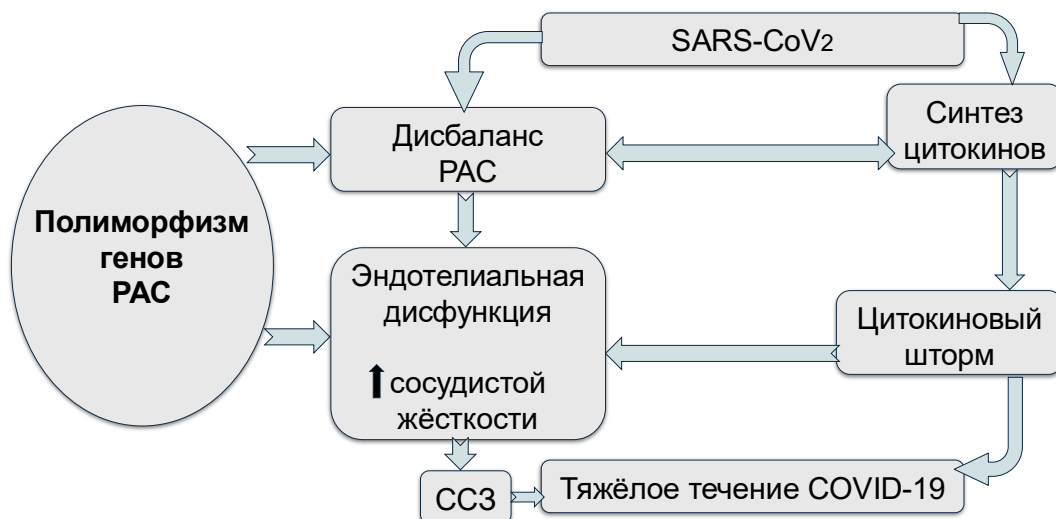 SARS-CoV2
Дисбаланс
РАС
Синтез
цитокинов
Полиморфизм
генов
РАС
Эндотелиальная
дисфункция
сосудистой
жёсткости
Цитокиновый
шторм
ССЗ
Тяжёлое течение COVID-19